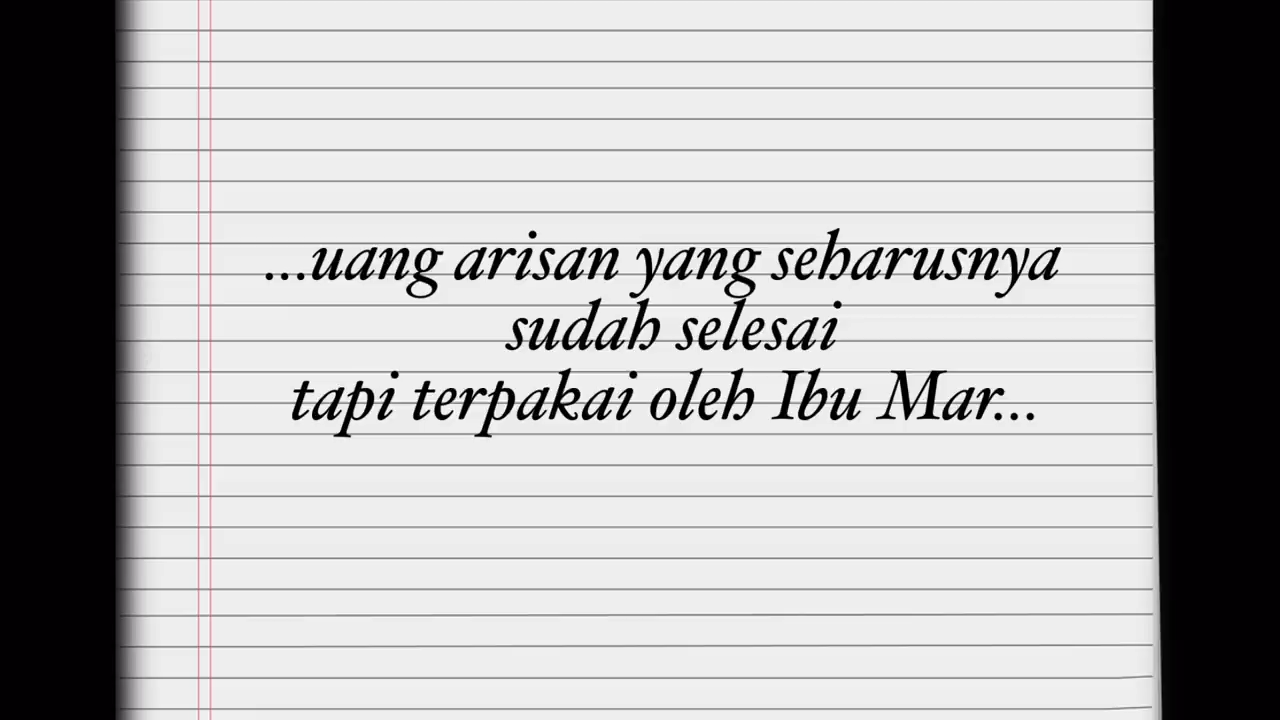 ...uang arisan yang seharusnya
sudah selesai
tapi terpakai oleh Ibu Mar...